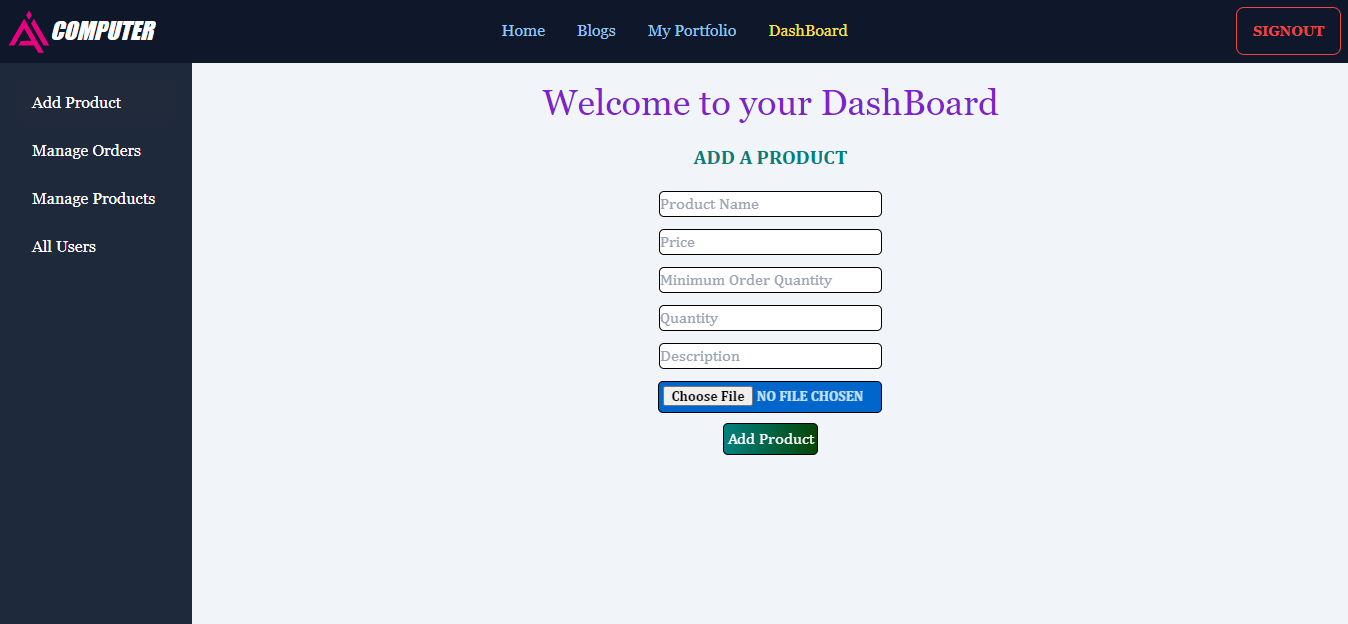 COMPUTER
Home Blogs My Portfolio DashBoard
SIGNOUT
Add Product
Manage Orders
Manage Products
All Users
Welcome to your DashBoard
ADD A PRODUCT
Product Name
Price
Minimum Order Quantity
Quantity
Description
Choose File NO FILE CHOSEN
Add Product